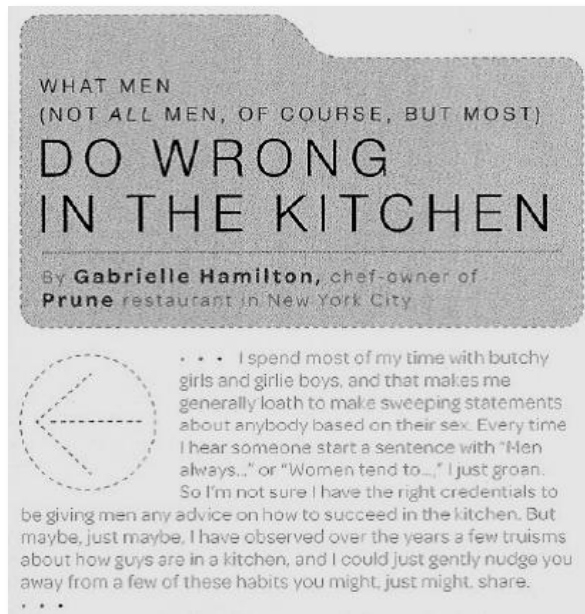 WHAT MEN
(NOT ALL MEN, OF COURSE, BUT MOST)
DO WRONG
IN THE KITCHEN
By Gabrielle Hamilton, chef-owner of
Prune restaurant in New York City
• • • I spend most of my time with butchy
girls and girlie boys, and that makes me
generally loath to make sweeping statements
about anybody based on their sex. Every time
I hear someone start a sentence with “Men
always...” or “Women tend to...,” I just groan.
So I'm not sure I have the right credentials to
be giving men any advice on how to succeed in the kitchen. But
maybe, just maybe, I have observed over the years a few truisms
about how guys are in a kitchen, and I could just gently nudge you
away from a few of these habits you might, just might, share.
• • •